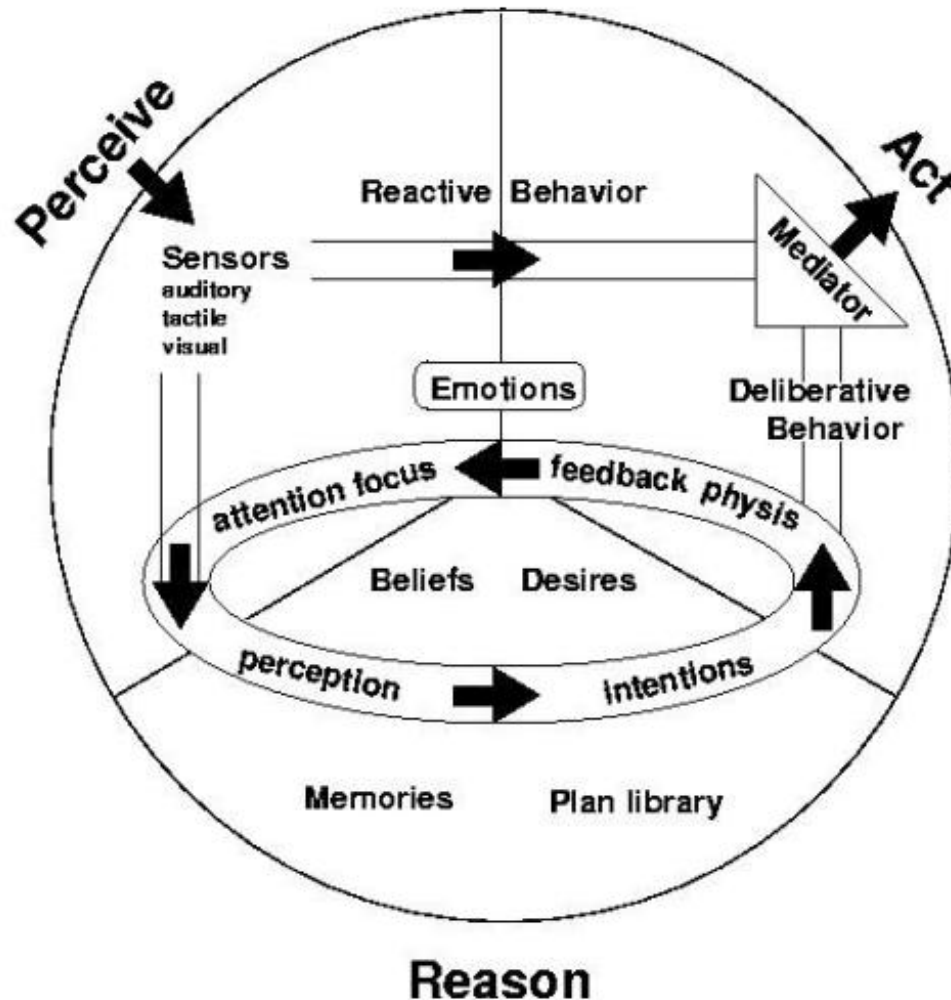 Perceive
Act
Reactive Behavior
Mediator
Sensors
auditory
tactile
visual
Emotions
Deliberative
Behavior
attention focus
feedback physis
Beliefs Desires
perception
intentions
Memories
Plan library
Reason